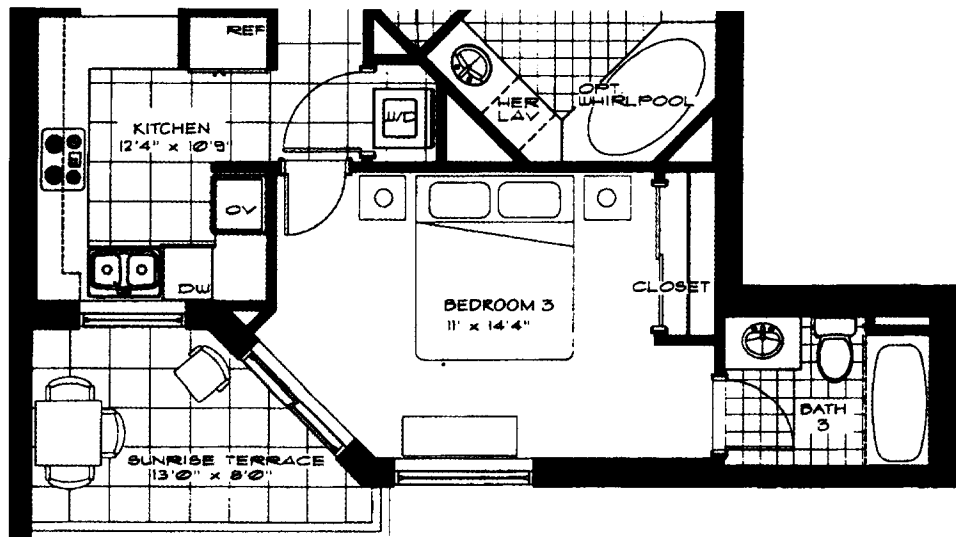 REF
KITCHEN
12'4" x 10'9"
W/D
HER
LAV
OPT.
WHIRLPOOL
OV
DW
BEDROOM 3
11' x 14'4"
CLOSET
BATH
3
SUNRISE TERRACE
13'0" x 8'0"